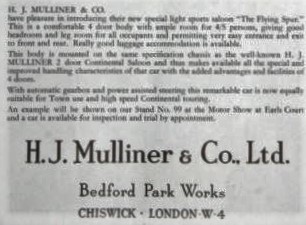 H. J. MULLINER & CO.
have pleasure in introducing their new special light sports saloon "The Flying Spur."
This is a comfortable 4 door body with ample room for 4/5 persons, giving good
headroom and leg room for all occupants and permitting very easy entrance and exit
to front and rear. Really good luggage accommodation is available.
This body is mounted on the same specification chassis as the well-known H. J.
MULLINER 2 door Continental Saloon and thus makes available all the special and
improved handling characteristics of that car with the added advantages and facilities of
4 doors.
With automatic gearbox and power assisted steering this remarkable car is now equally
suitable for Town use and high speed Continental touring.
An example will be shown on our Stand No. 99 at the Motor Show at Earls Court
and a car is available for inspection and trial by appointment.
H. J. Mulliner & Co., Ltd.
Bedford Park Works
CHISWICK · LONDON · W · 4